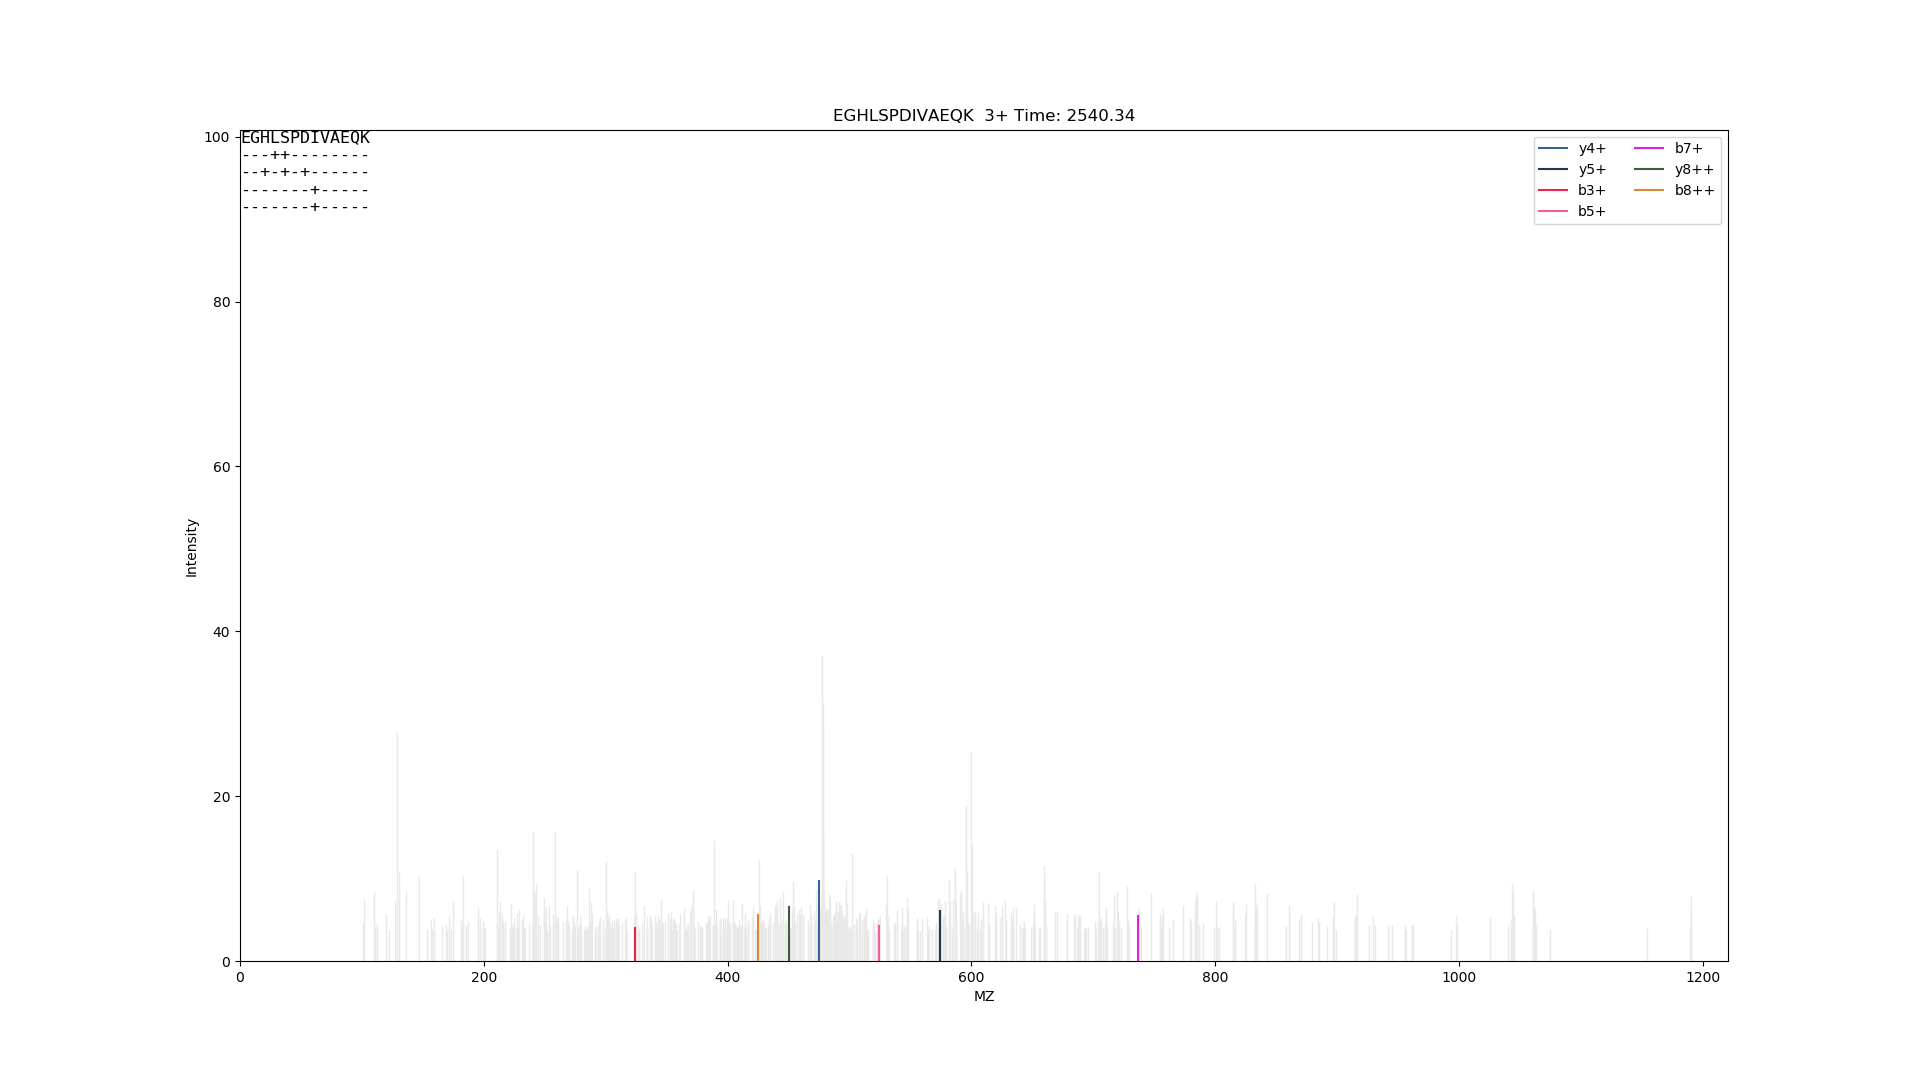 EGHLSPDIVAEQK  3+ Time: 2540.34
EGHLSPDIVAEQK
---++--------
--+-+-+------
-------+-----
-------+-----
y4+
y5+
b3+
b5+
b7+
y8++
b8++
100
80
60
40
20
0
Intensity
0 200 400 600 800 1000 1200
MZ